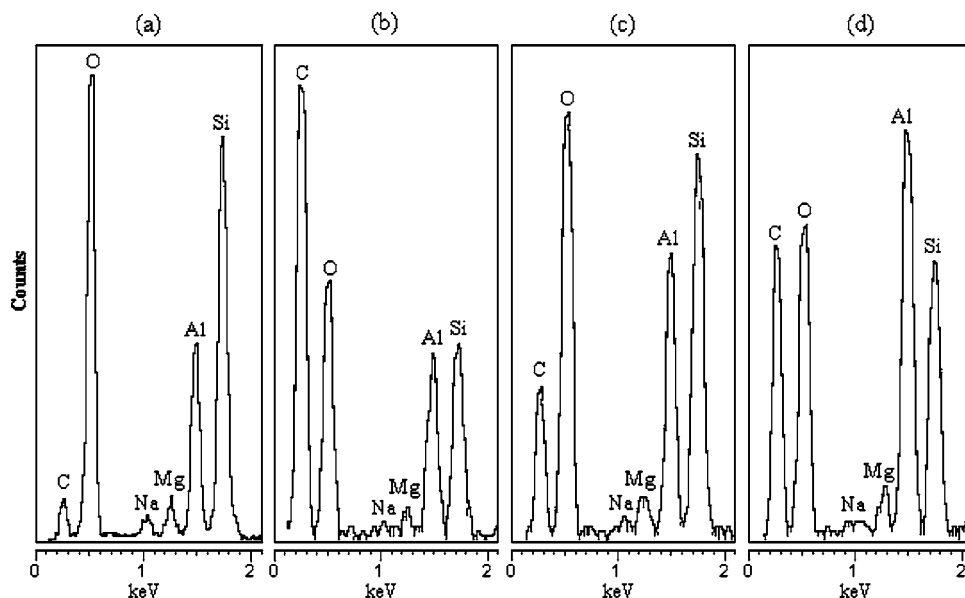 (a) (b) (c) (d)
Counts
O
Si
Al
C
Na
Mg
0 1 2
keV
C
O
Al
Si
Na
Mg
0 1 2
keV
O
Si
Al
C
Na
Mg
0 1 2
keV
Al
O
C
Si
Mg
Na
0 1 2
keV